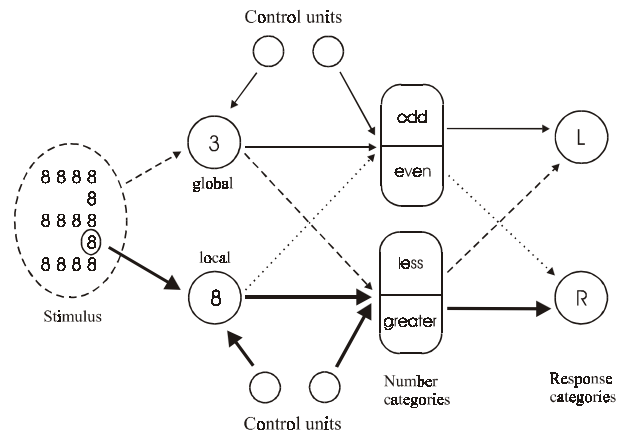 Control units
3
global
odd
even
L
8 8 8 8
8
8 8 8 8
8
8 8 8 8
Stimulus
local
8
less
greater
R
Number
categories
Response
categories
Control units